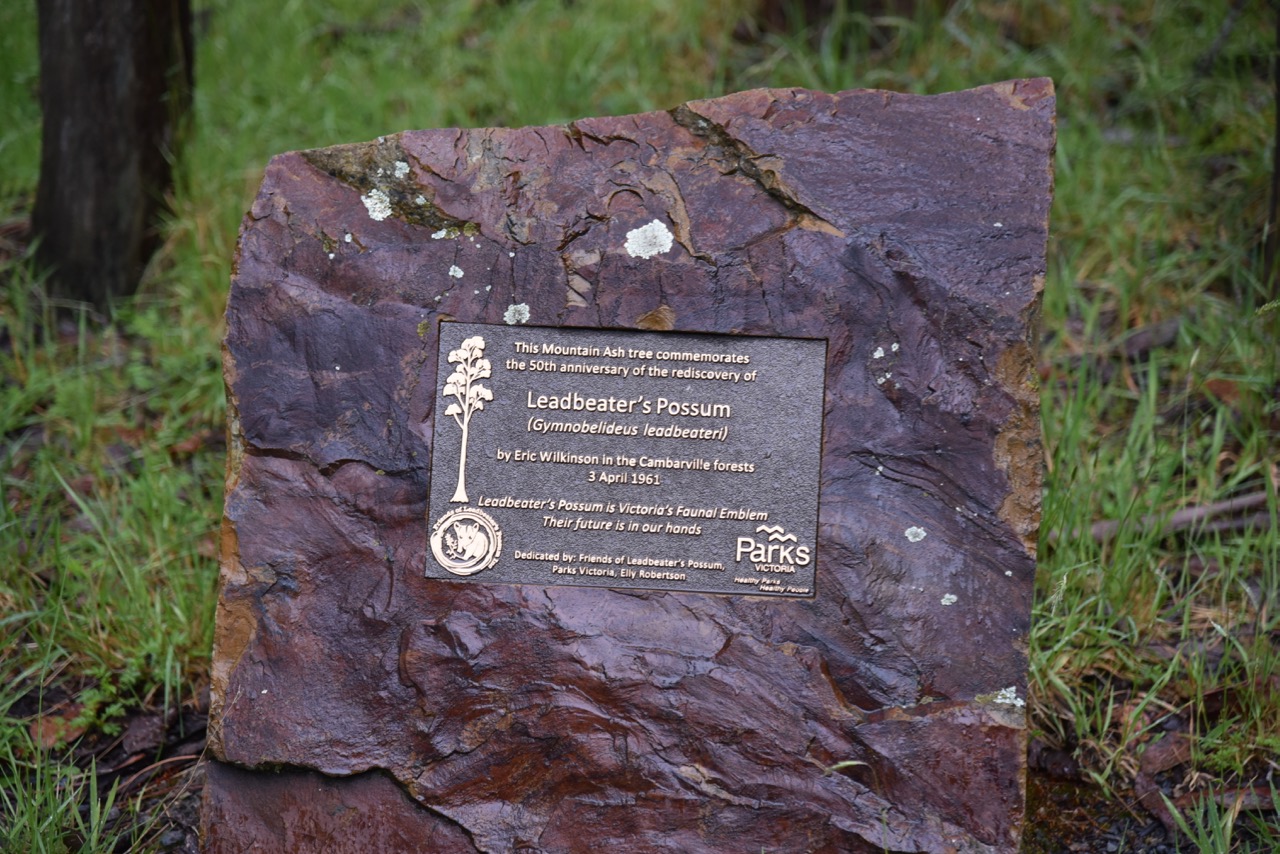 This Mountain Ash tree commemorates
the 50th anniversary of the rediscovery of
Leadbeater's Possum
(Gymnobelideus leadbeateri)
by Eric Wilkinson in the Cambarville forests
3 April 1961
Leadbeater's Possum is Victoria's Faunal Emblem
Their future is in our hands
Dedicated by: Friends of Leadbeater's Possum,
Parks Victoria, Elly Robertson
Parks
VICTORIA
Healthy Parks
Healthy People